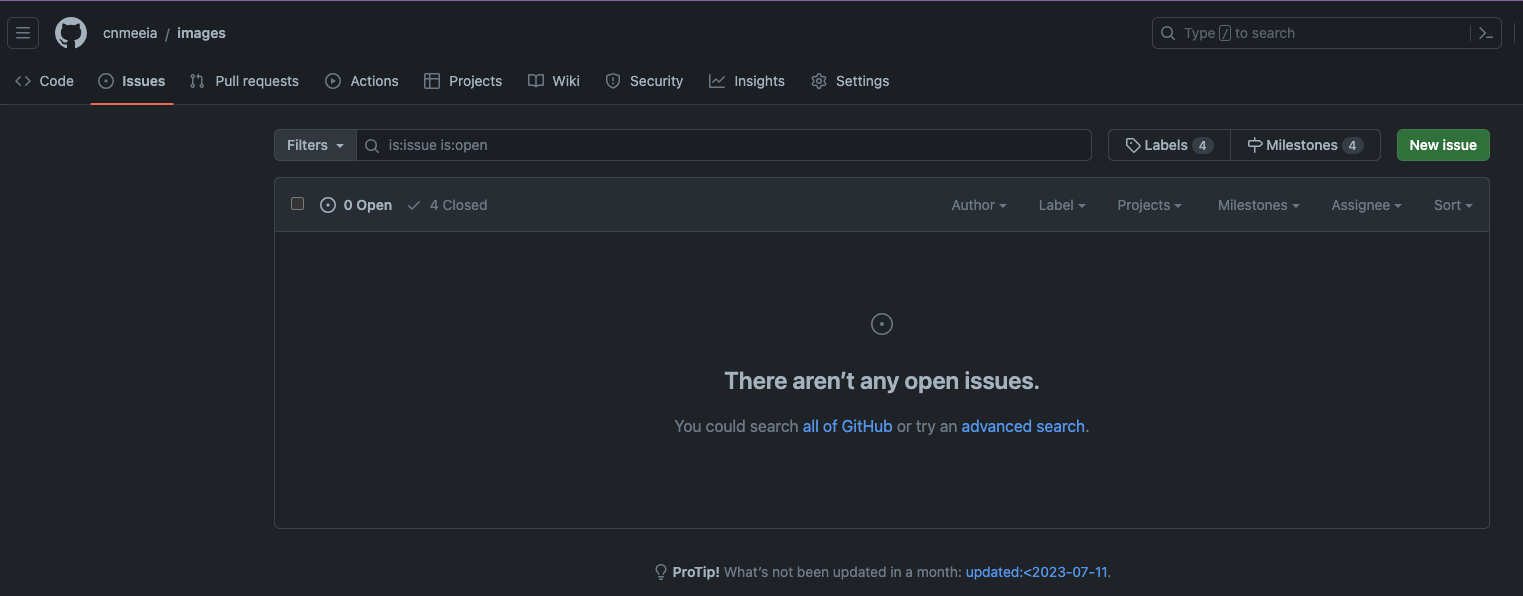 cnmeeia / images
Type / to search
Code Issues Pull requests Actions Projects Wiki Security Insights Settings
Filters is:issue is:open Labels 4 Milestones 4 New issue
0 Open 4 Closed Author Label Projects Milestones Assignee Sort
There aren’t any open issues.
You could search all of GitHub or try an advanced search.
ProTip! What’s not been updated in a month: updated:<2023-07-11.